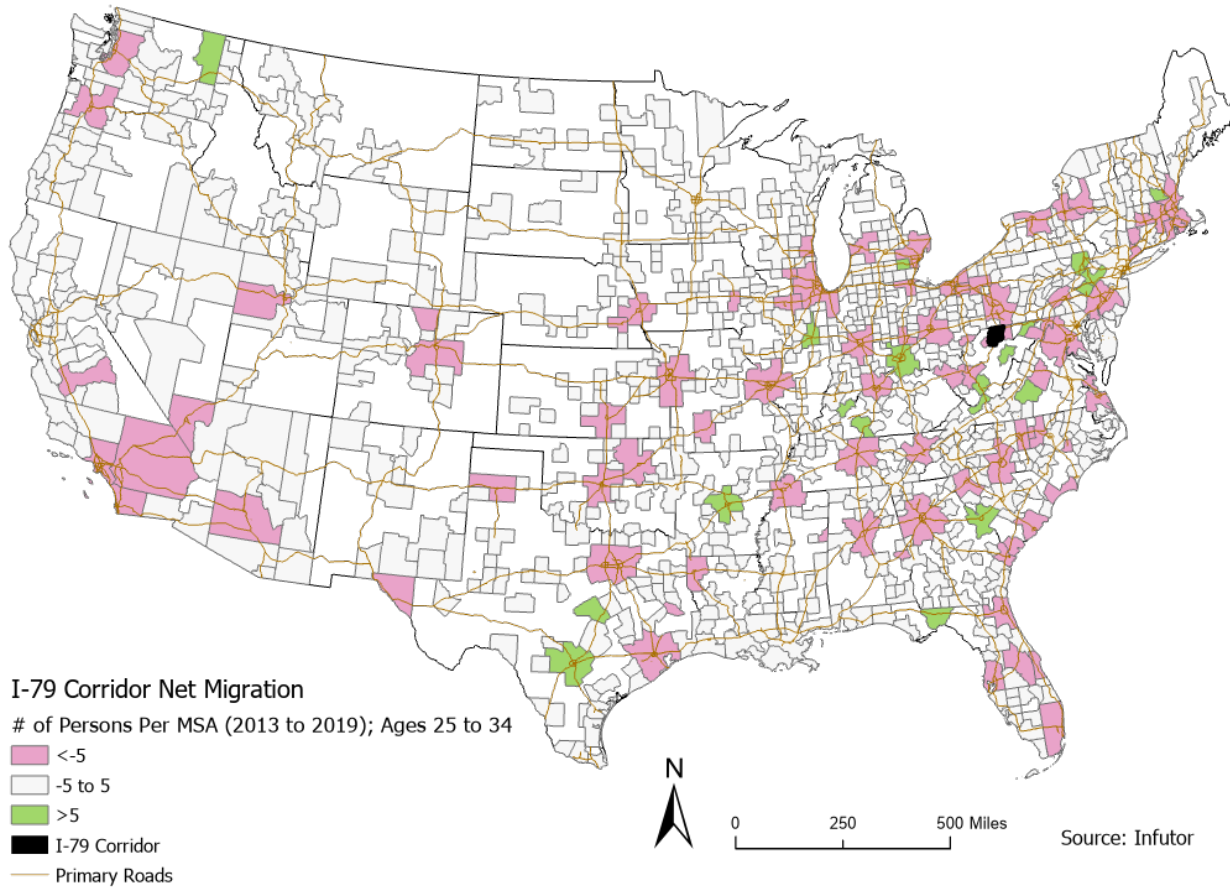 I-79 Corridor Net Migration
# of Persons Per MSA (2013 to 2019); Ages 25 to 34
<-5
-5 to 5
>5
I-79 Corridor
Primary Roads
N
0 250 500 Miles
Source: Infutor